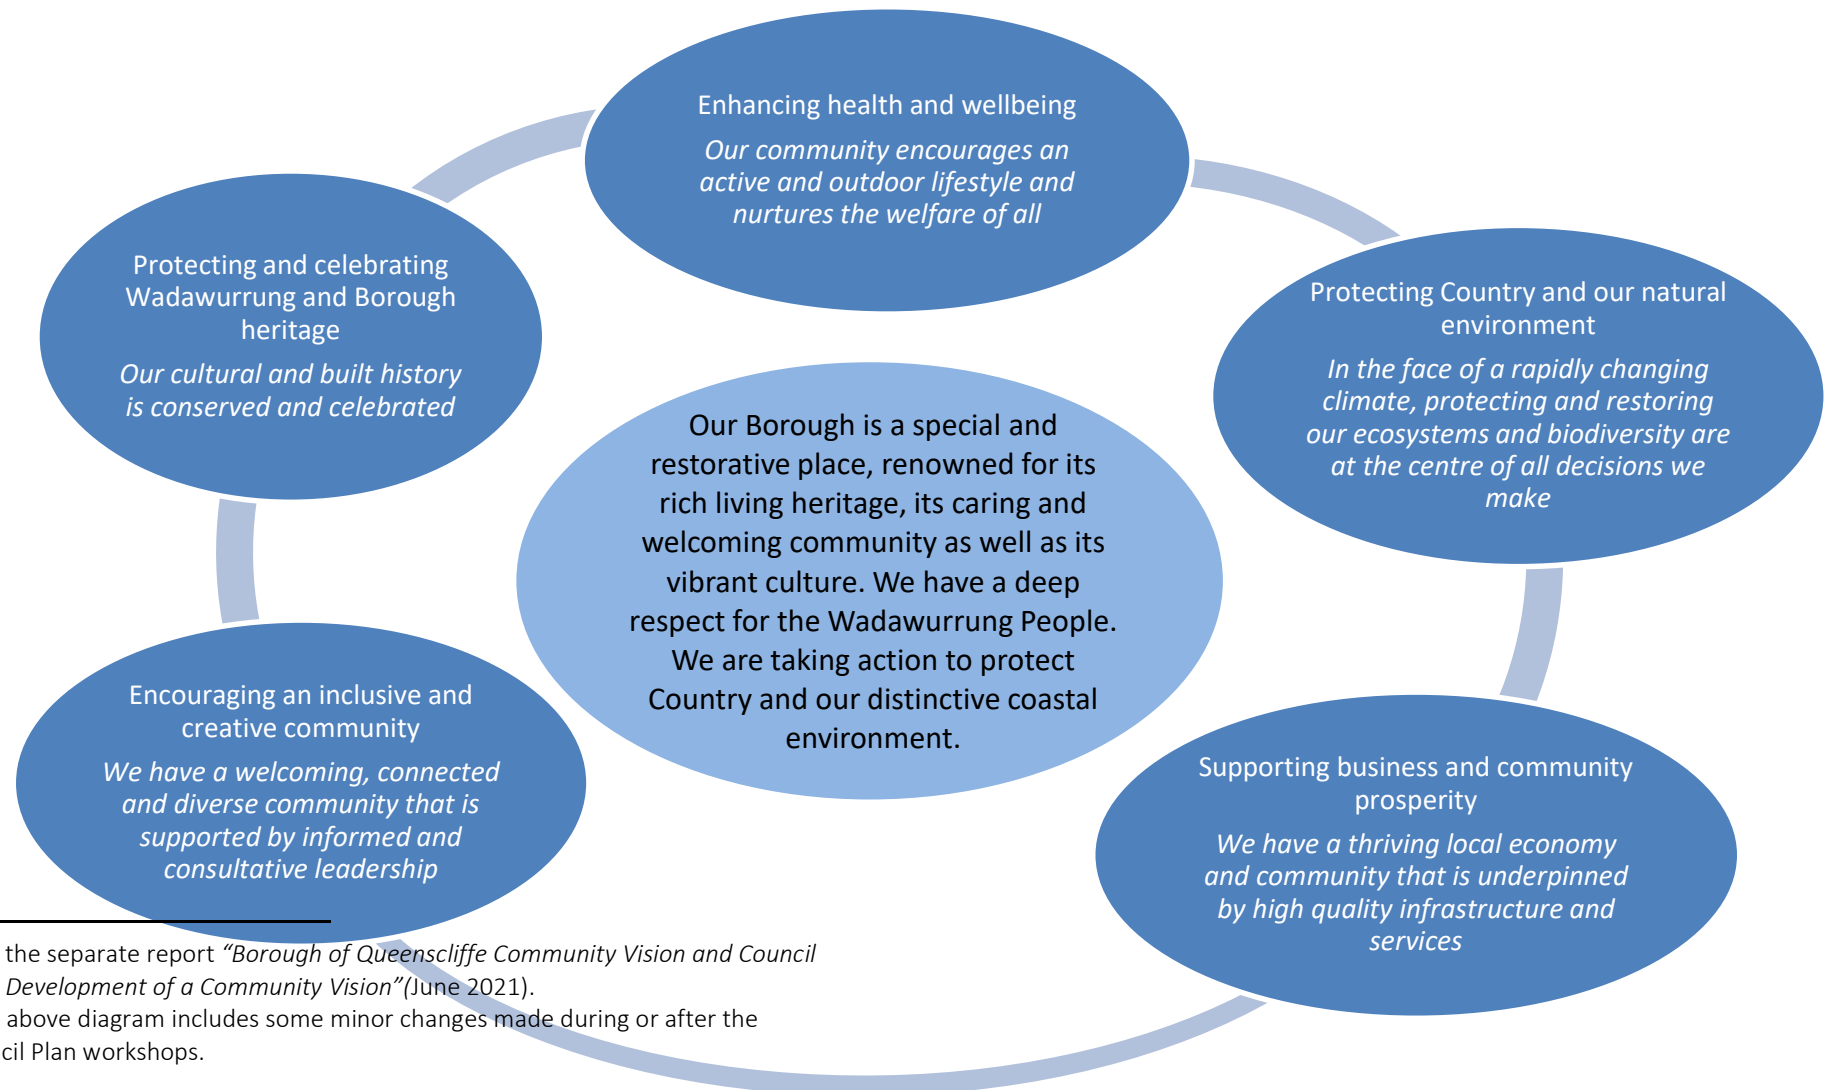 Enhancing health and wellbeing
Our community encourages an
active and outdoor lifestyle and
nurtures the welfare of all
Protecting and celebrating
Wadawurrung and Borough
heritage
Our cultural and built history
is conserved and celebrated
Protecting Country and our natural
environment
In the face of a rapidly changing
climate, protecting and restoring
our ecosystems and biodiversity are
at the centre of all decisions we
make
Our Borough is a special and
restorative place, renowned for its
rich living heritage, its caring and
welcoming community as well as its
vibrant culture. We have a deep
respect for the Wadawurrung People.
We are taking action to protect
Country and our distinctive coastal
environment.
Encouraging an inclusive and
creative community
We have a welcoming, connected
and diverse community that is
supported by informed and
consultative leadership
Supporting business and community
prosperity
We have a thriving local economy
and community that is underpinned
by high quality infrastructure and
services
the separate report “Borough of Queenscliffe Community Vision and Council
Development of a Community Vision”(June 2021).
above diagram includes some minor changes made during or after the
cil Plan workshops.